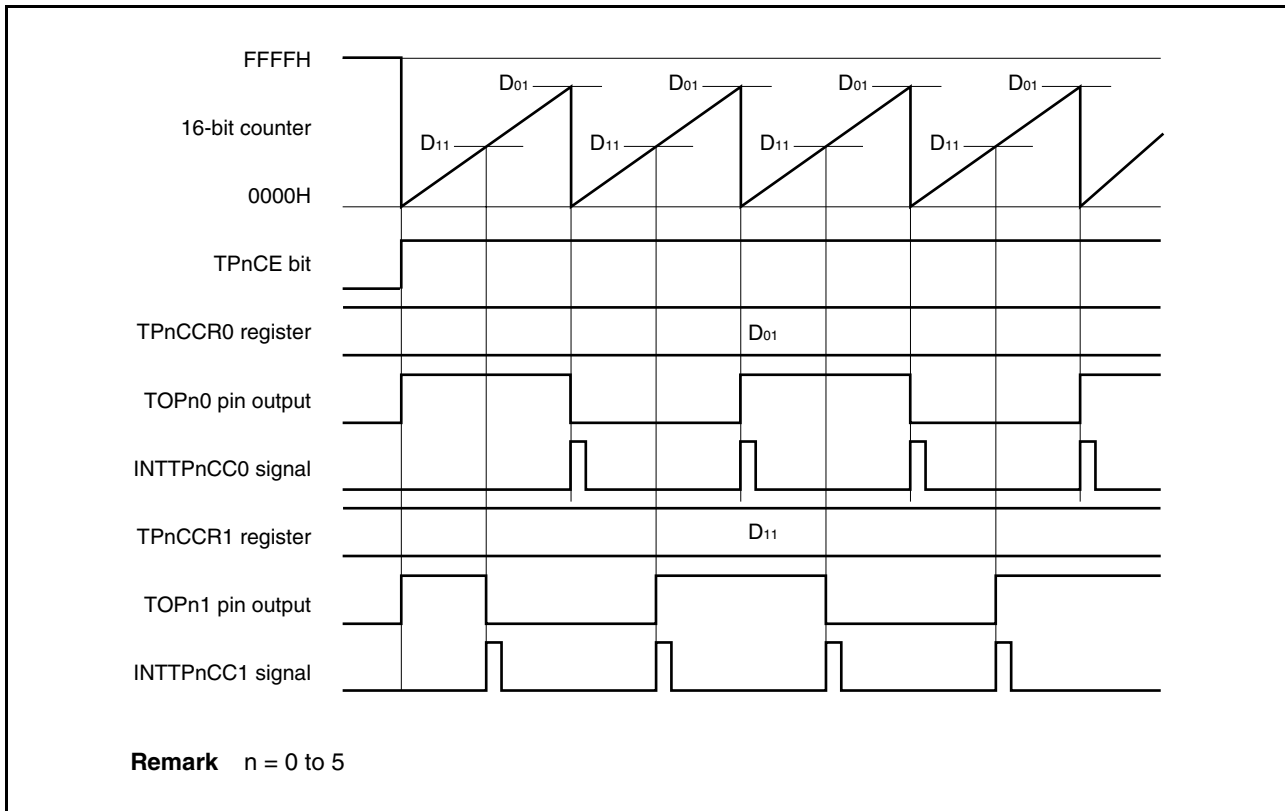 FFFFH
D01 D01 D01 D01
16-bit counter
D11 D11 D11 D11
0000H
TPnCE bit
TPnCCR0 register
D01
TOPn0 pin output
INTTPnCC0 signal
TPnCCR1 register
D11
TOPn1 pin output
INTTPnCC1 signal
Remark n = 0 to 5